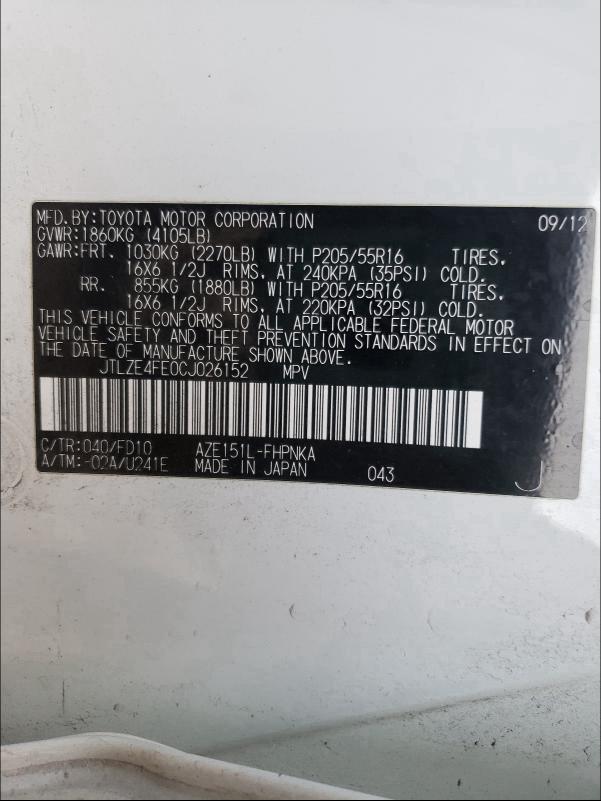 MFD.BY:TOYOTA MOTOR CORPORATION 09/12
GVWR:1860KG (4105LB)
GAWR:FRT. 1030KG (2270LB) WITH P205/55R16 TIRES,
16X6 1/2J RIMS, AT 240KPA (35PSI) COLD.
RR. 855KG (1880LB) WITH P205/55R16 TIRES,
16X6 1/2J RIMS, AT 220KPA (32PSI) COLD.
THIS VEHICLE CONFORMS TO ALL APPLICABLE FEDERAL MOTOR
VEHICLE SAFETY AND THEFT PREVENTION STANDARDS IN EFFECT ON
THE DATE OF MANUFACTURE SHOWN ABOVE.
JTLZE4FE0CJ026152 MPV
C/TR:040/FD10 AZE151L-FHPNKA
A/TM:-02A/U241E MADE IN JAPAN 043 J